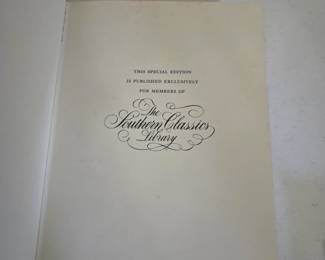 THIS SPECIAL EDITION
IS PUBLISHED EXCLUSIVELY
FOR MEMBERS OF
The
Southern Classics
Library